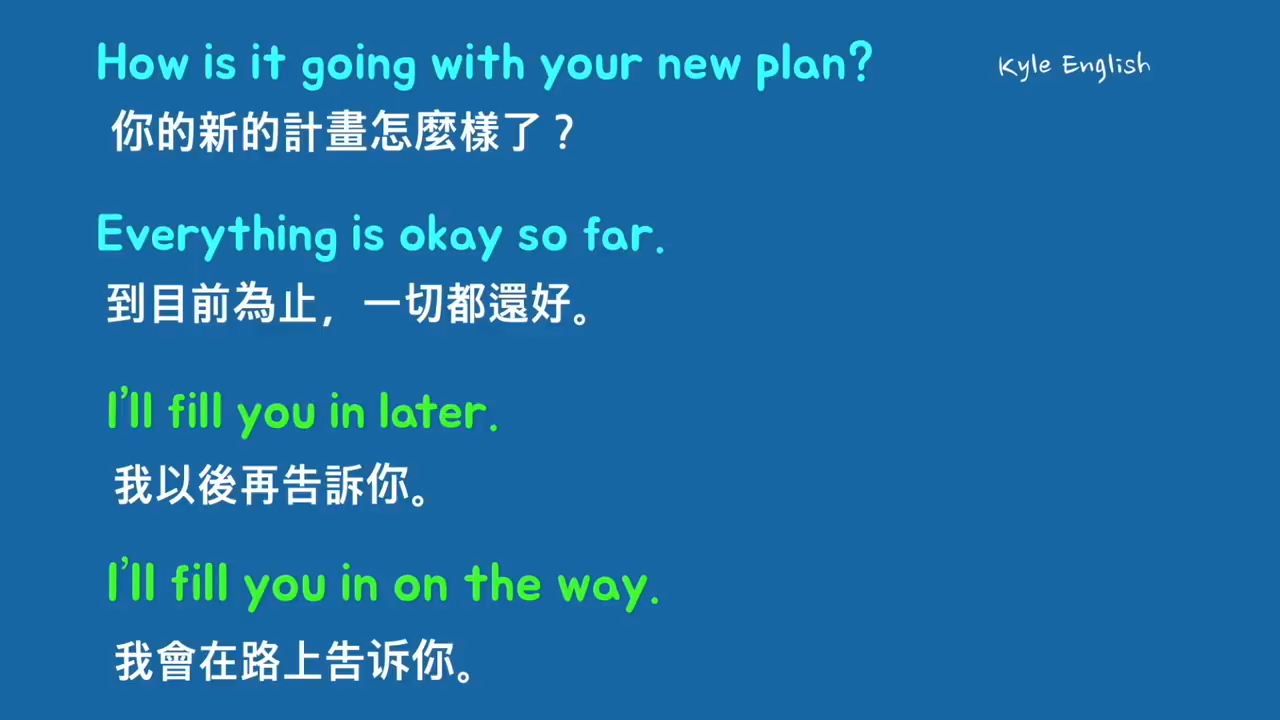 How is it going with your new plan?
Kyle English
你的新的計畫怎麼樣了？
Everything is okay so far.
到目前為止，一切都還好。
I'll fill you in later.
我以後再告訴你。
I'll fill you in on the way.
我會在路上告诉你。